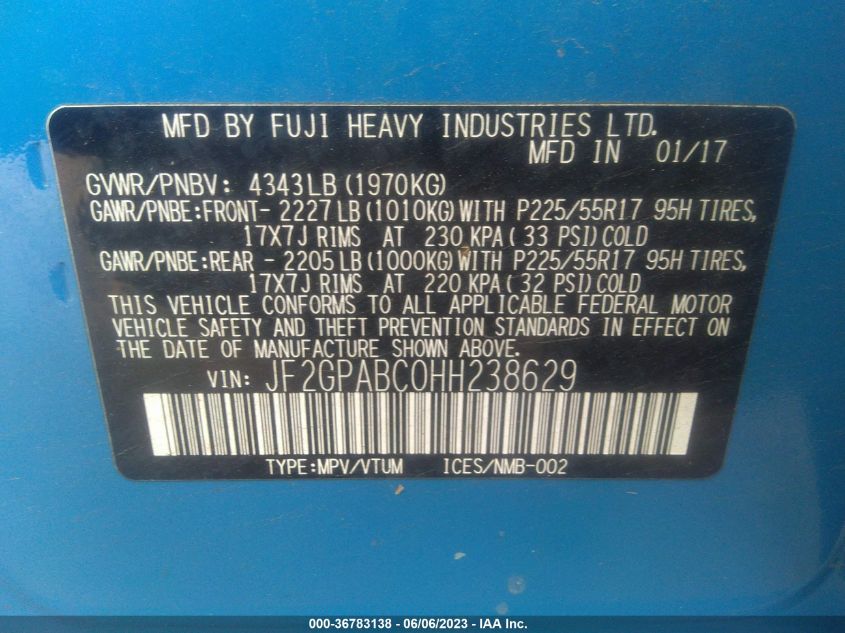 MFD BY FUJI HEAVY INDUSTRIES LTD.
MFD IN 01/17
GVWR/PNBV: 4343LB (1970KG)
GAWR/PNBE:FRONT- 2227 LB (1010KG) WITH P225/55R17 95H TIRES,
17X7J RIMS AT 230 KPA ( 33 PSI) COLD
GAWR/PNBE:REAR - 2205 LB (1000KG) WITH P225/55R17 95H TIRES,
17X7J RIMS AT 220 KPA ( 32 PSI) COLD
THIS VEHICLE CONFORMS TO ALL APPLICABLE FEDERAL MOTOR
VEHICLE SAFETY AND THEFT PREVENTION STANDARDS IN EFFECT ON
THE DATE OF MANUFACTURE SHOWN ABOVE.
VIN: JF2GPABC0HH238629
TYPE:MPV/VTUM ICES/NMB-002
000-36783138 - 06/06/2023 - IAA Inc.